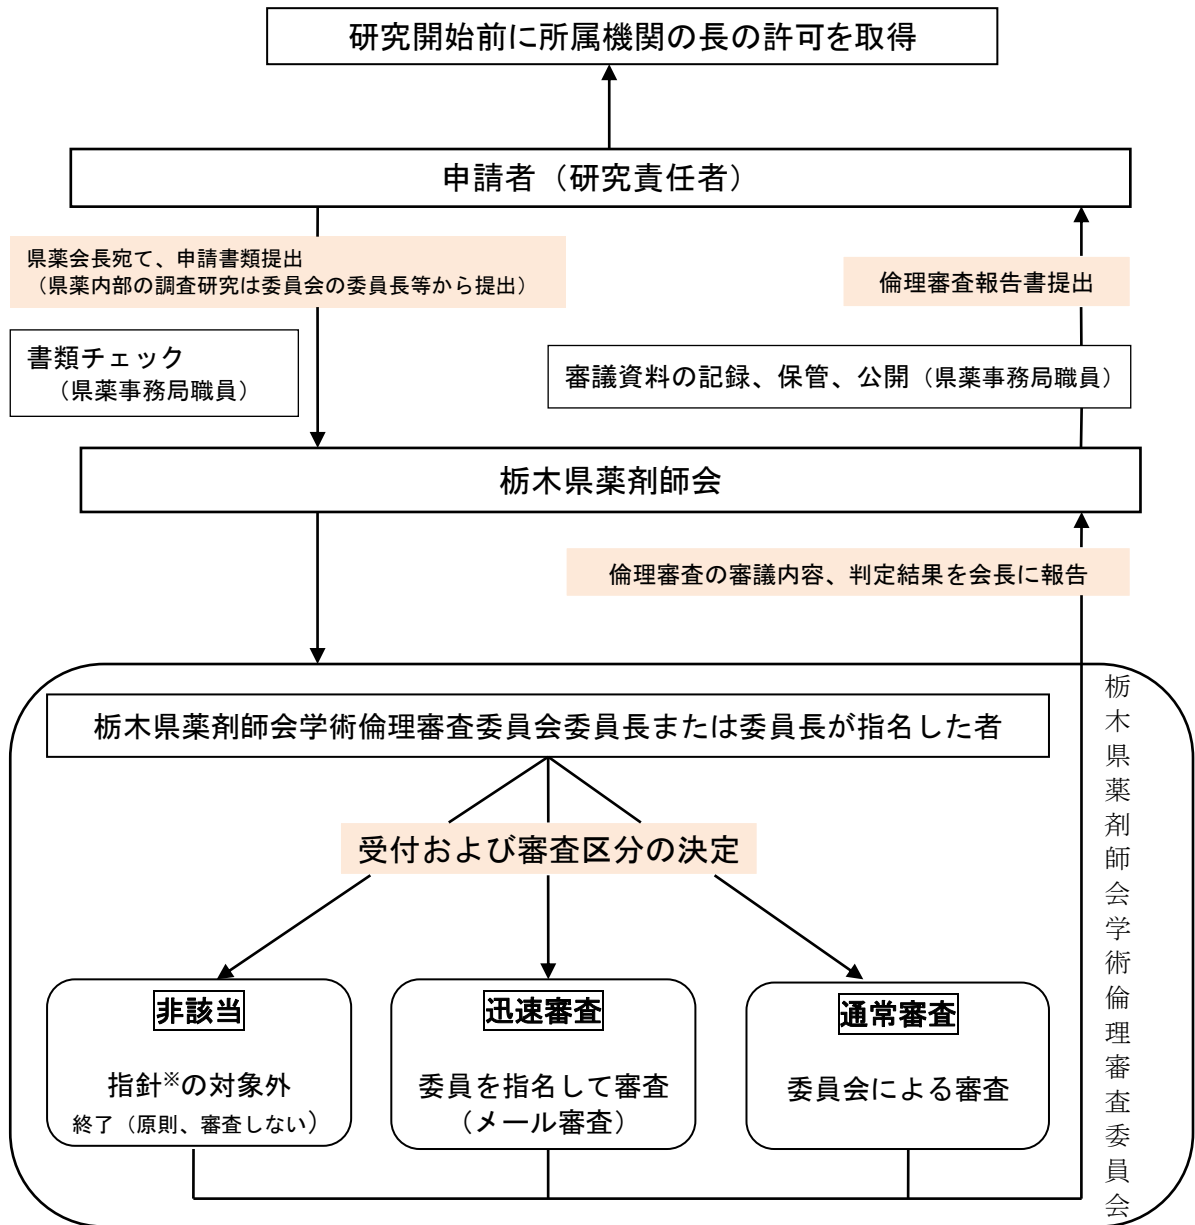 研究開始前に所属機関の長の許可を取得
申請者（研究責任者）
県薬会長宛て、申請書類提出
（県薬内部の調査研究は委員会の委員長等から提出）
倫理審査報告書提出
書類チェック
（県薬事務局職員）
審議資料の記録、保管、公開（県薬事務局職員）
栃木県薬剤師会
倫理審査の審議内容、判定結果を会長に報告
栃木県薬剤師会学術倫理審査委員会
栃木県薬剤師会学術倫理審査委員会委員長または委員長が指名した者
受付および審査区分の決定
非該当
指針※の対象外
終了（原則、審査しない）
迅速審査
委員を指名して審査
（メール審査）
通常審査
委員会による審査